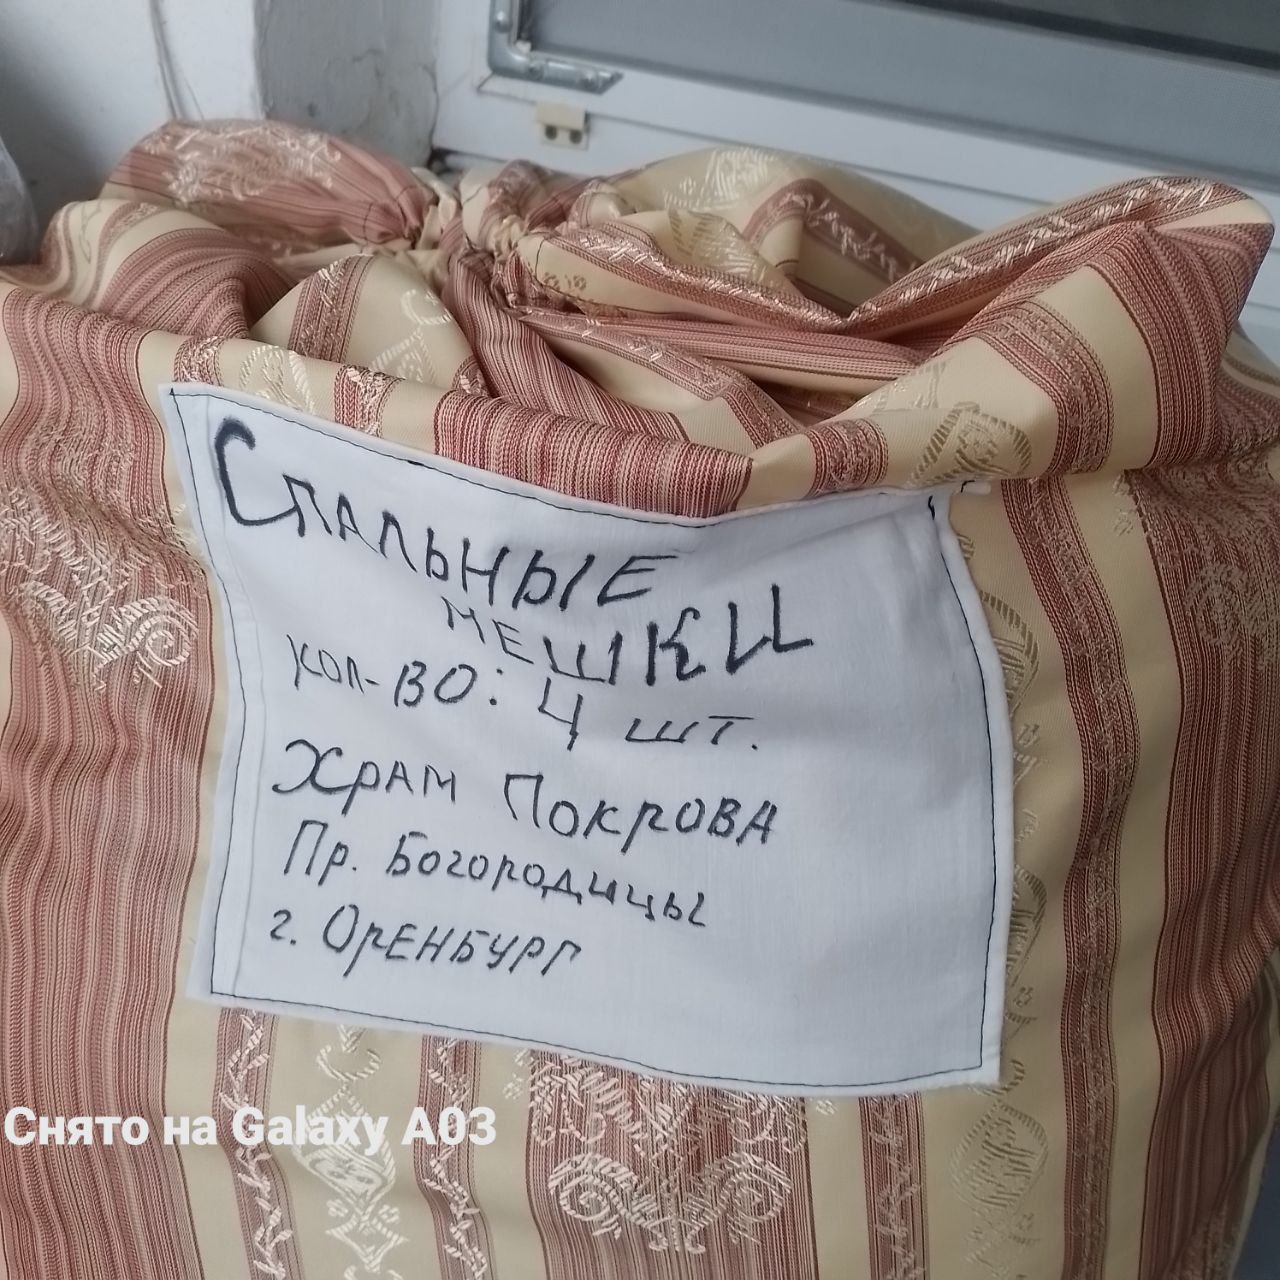 Спальные
мешки
кол-во: 4 шт.
Храм Покрова
Пр. Богородицы
г. Оренбург
Снято на Galaxy A03